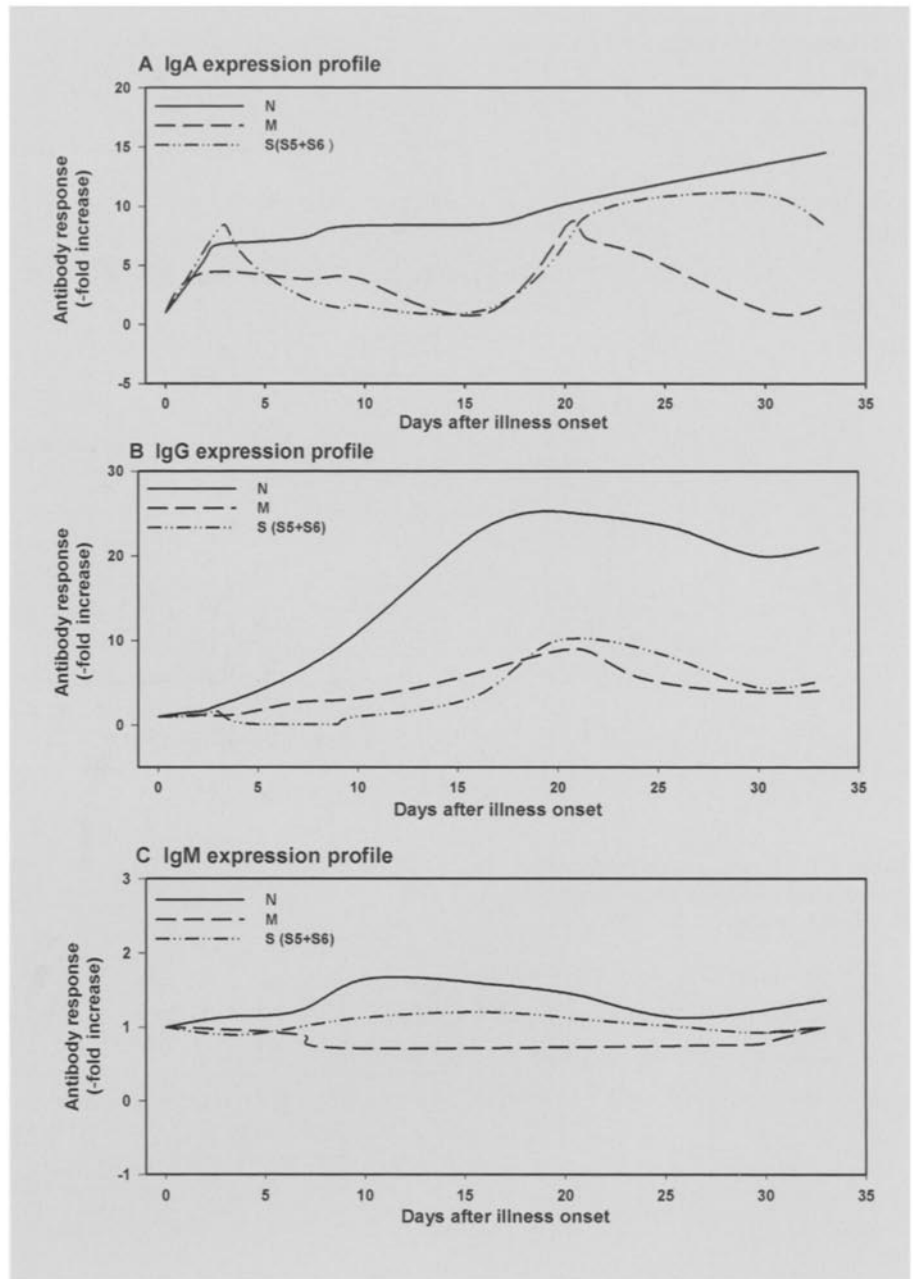 A IgA expression profile
20
15
10
5
0
-5
N
M
S(S5+S6 )
Antibody response
(-fold increase)
0 5 10 15 20 25 30 35
Days after illness onset
B IgG expression profile
30
20
10
0
N
M
S (S5+S6)
Antibody response
(-fold increase)
0 5 10 15 20 25 30 35
Days after illness onset
C IgM expression profile
3
2
1
0
-1
N
M
S (S5+S6)
Antibody response
(-fold increase)
0 5 10 15 20 25 30 35
Days after illness onset